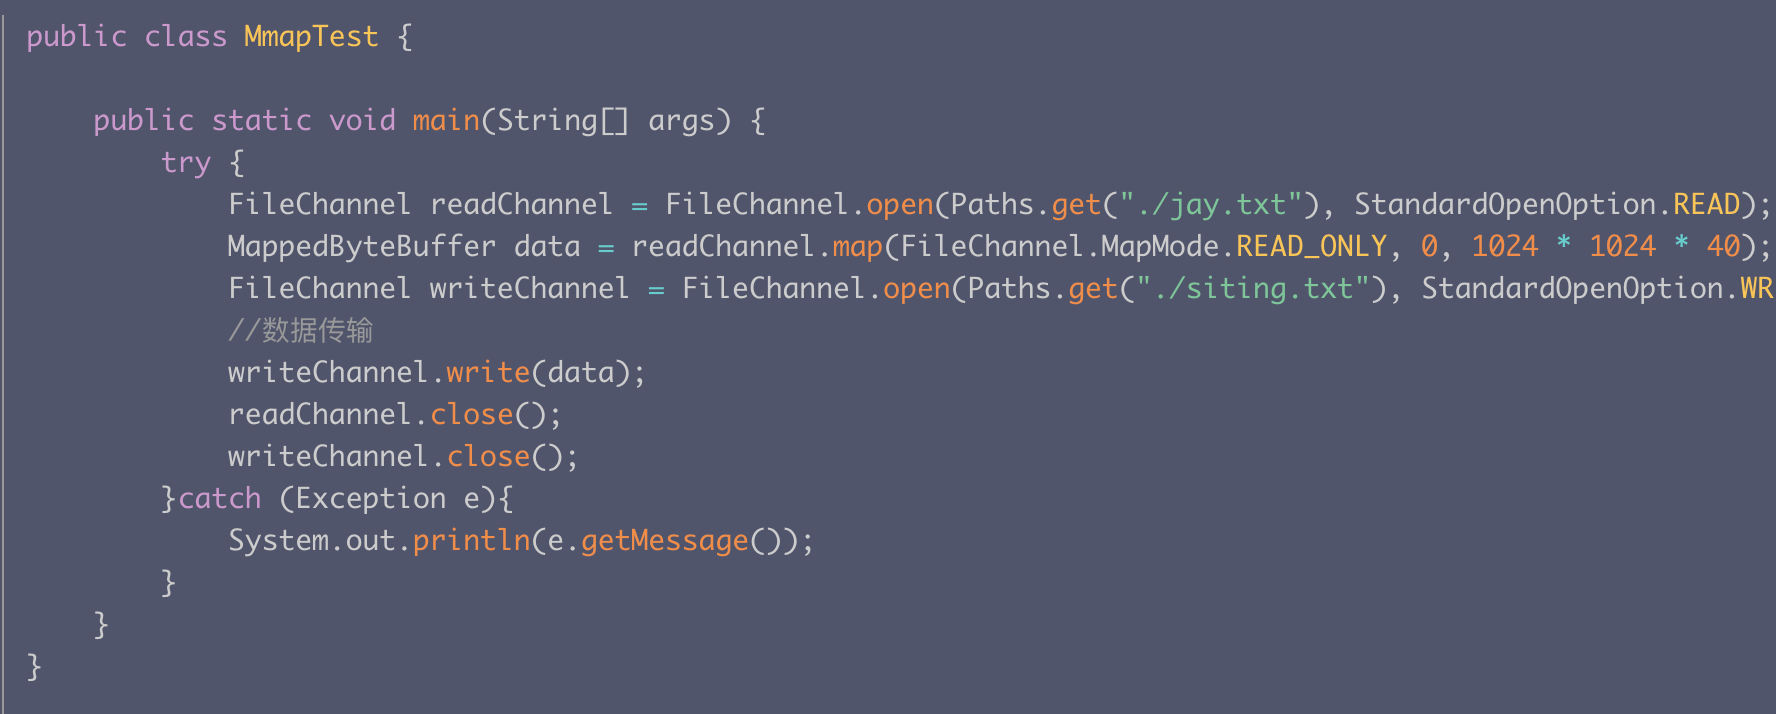 public class MmapTest {
public static void main(String[] args) {
try {
FileChannel readChannel = FileChannel.open(Paths.get("./jay.txt"), StandardOpenOption.READ);
MappedByteBuffer data = readChannel.map(FileChannel.MapMode.READ_ONLY, 0, 1024 * 1024 * 40);
FileChannel writeChannel = FileChannel.open(Paths.get("./siting.txt"), StandardOpenOption.WR
//数据传输
writeChannel.write(data);
readChannel.close();
writeChannel.close();
}catch (Exception e){
System.out.println(e.getMessage());
}
}
}